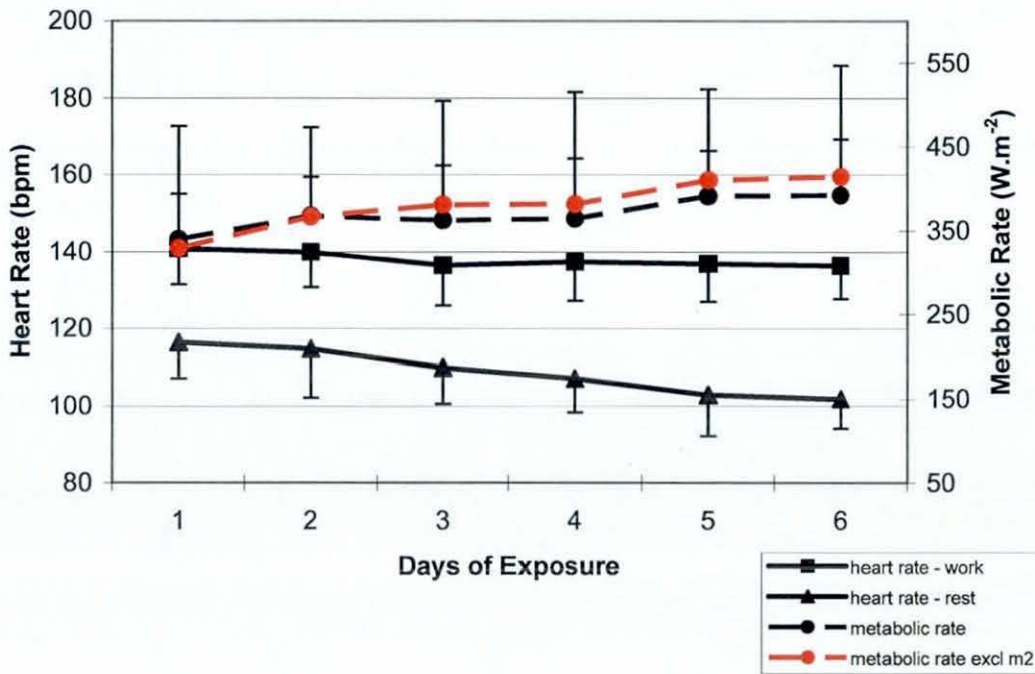 200
180
160
140
120
100
80
Heart Rate (bpm)
550
450
350
250
150
50
Metabolic Rate (W.m-2)
1 2 3 4 5 6
Days of Exposure
heart rate - work
heart rate - rest
metabolic rate
metabolic rate excl m2